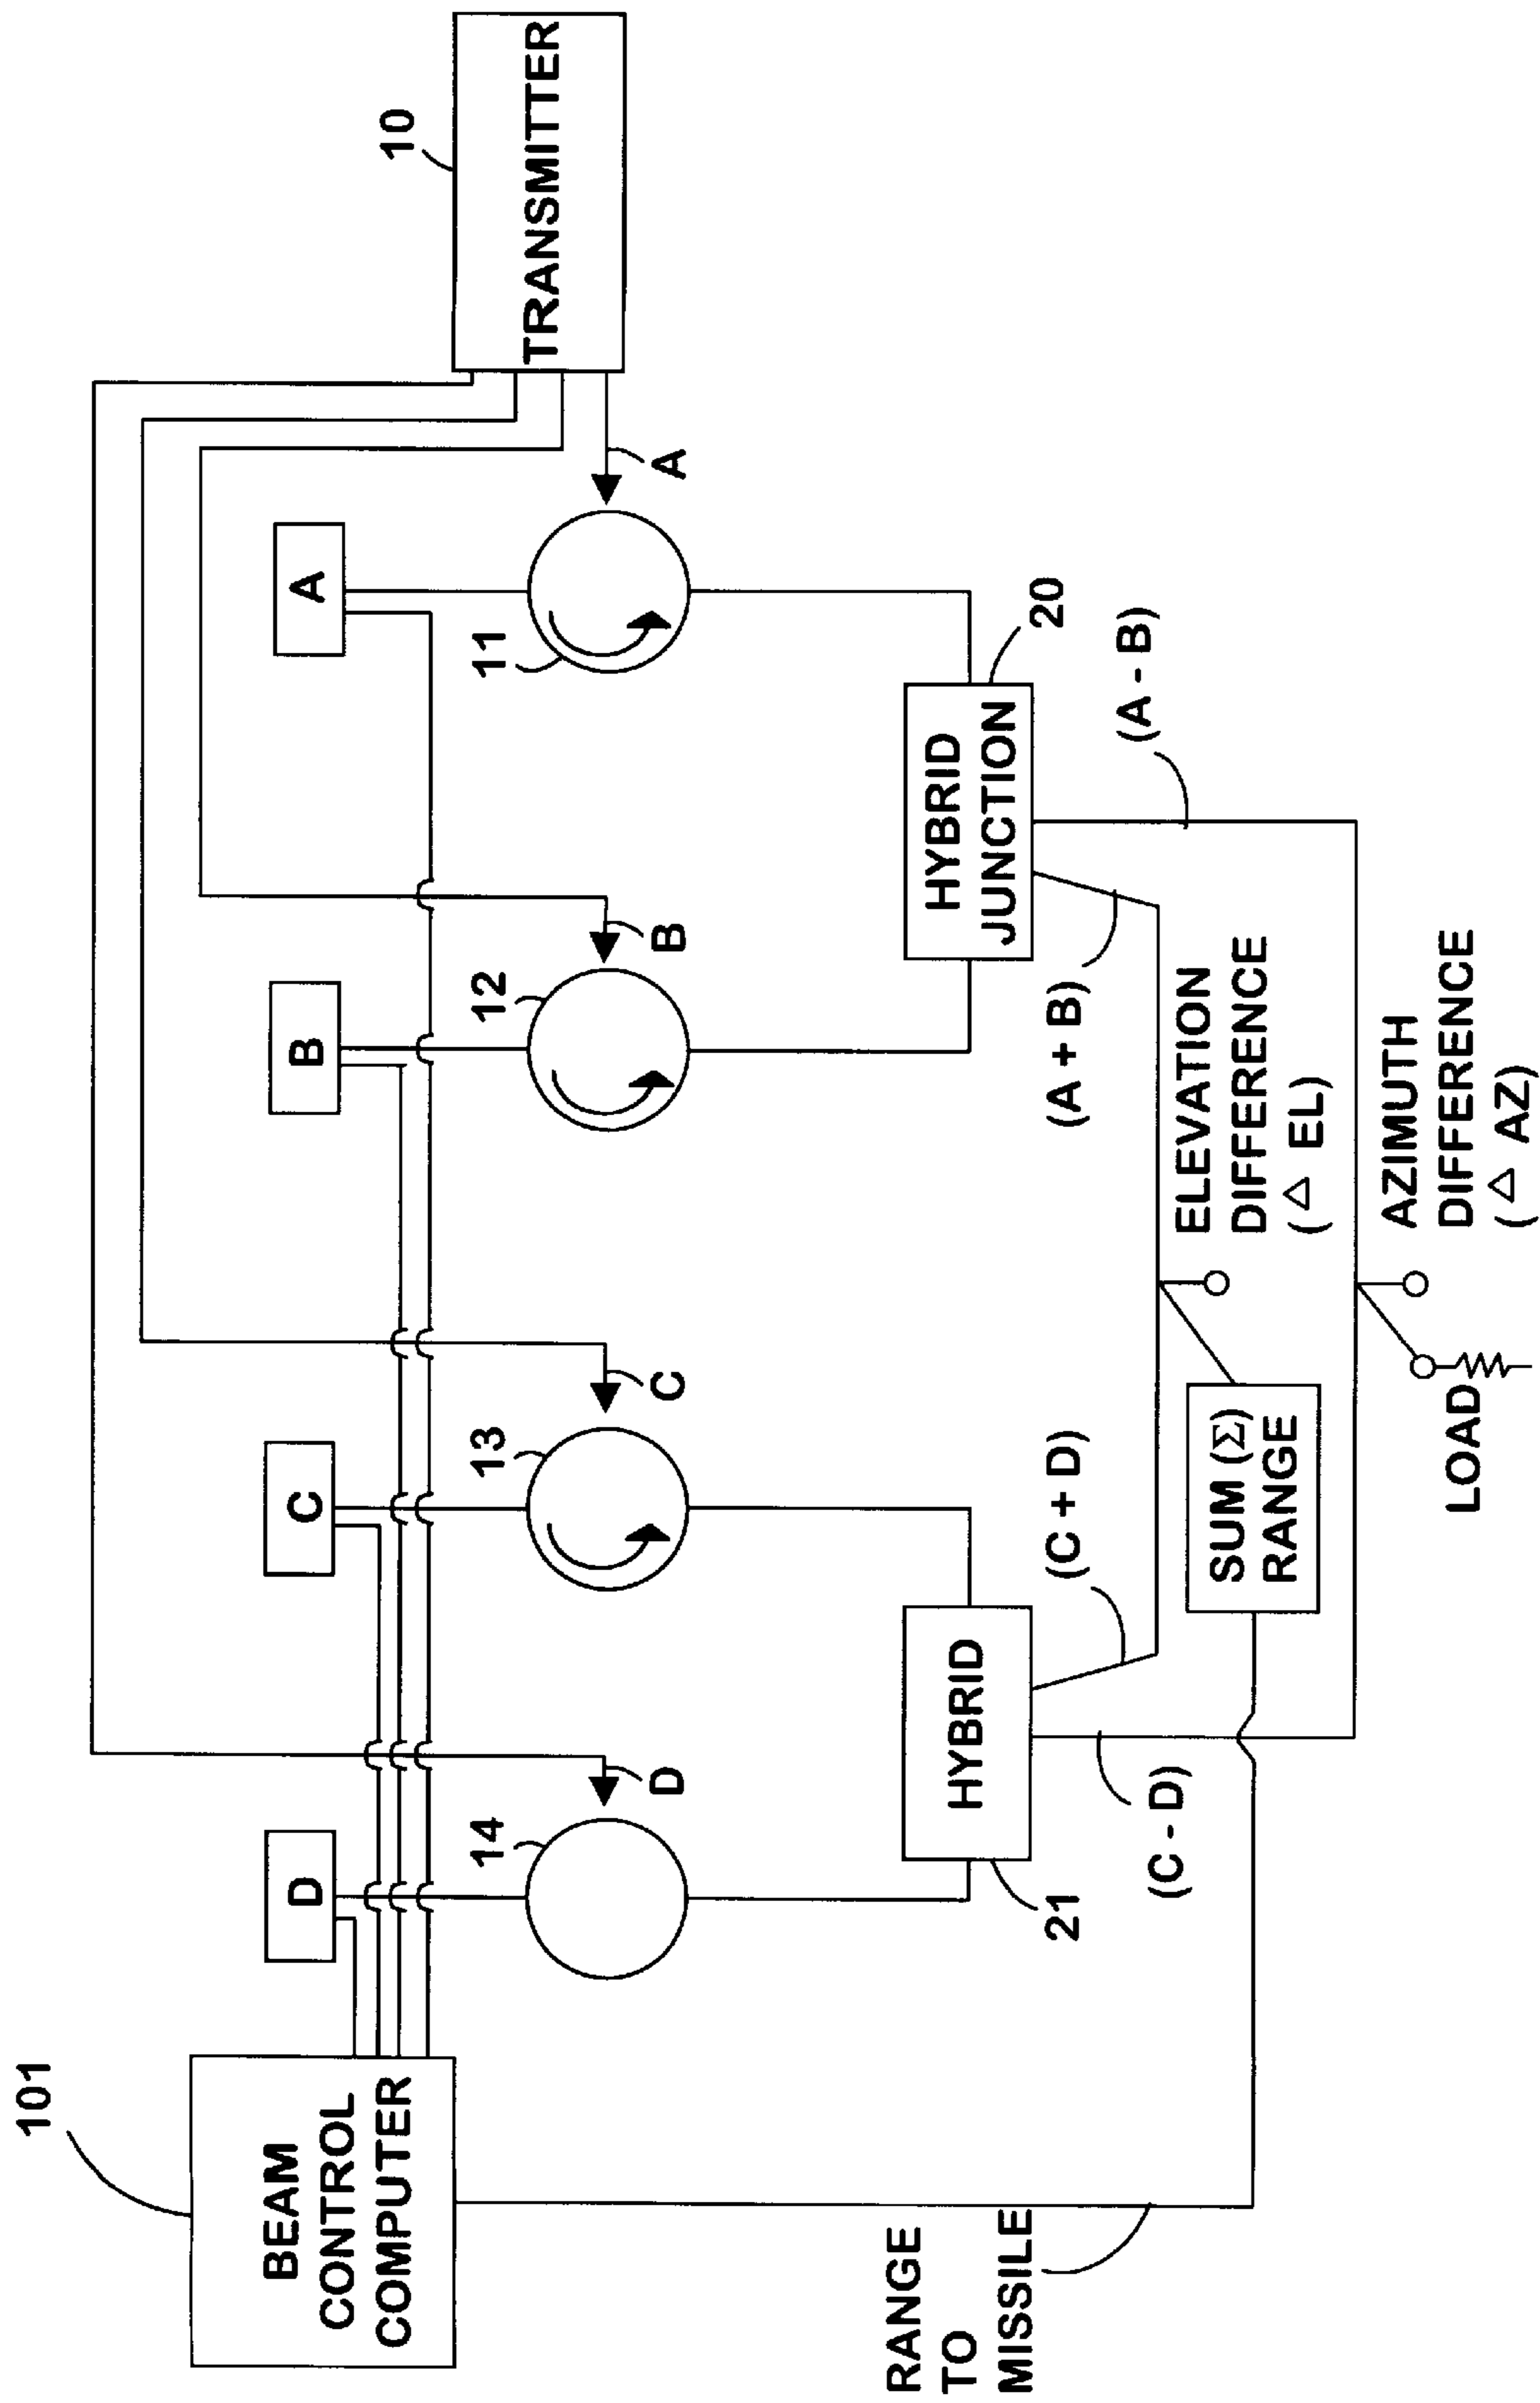 101
BEAM
CONTROL
COMPUTER
D
C
B
A
10
TRANSMITTER
14
13
12
11
D
C
B
A
21
HYBRID
HYBRID
JUNCTION
20
(C - D)
(C + D)
(A + B)
(A - B)
RANGE
TO
MISSILE
SUM (Σ)
RANGE
ELEVATION
DIFFERENCE
(△ EL)
LOAD
AZIMUTH
DIFFERENCE
(△ AZ)